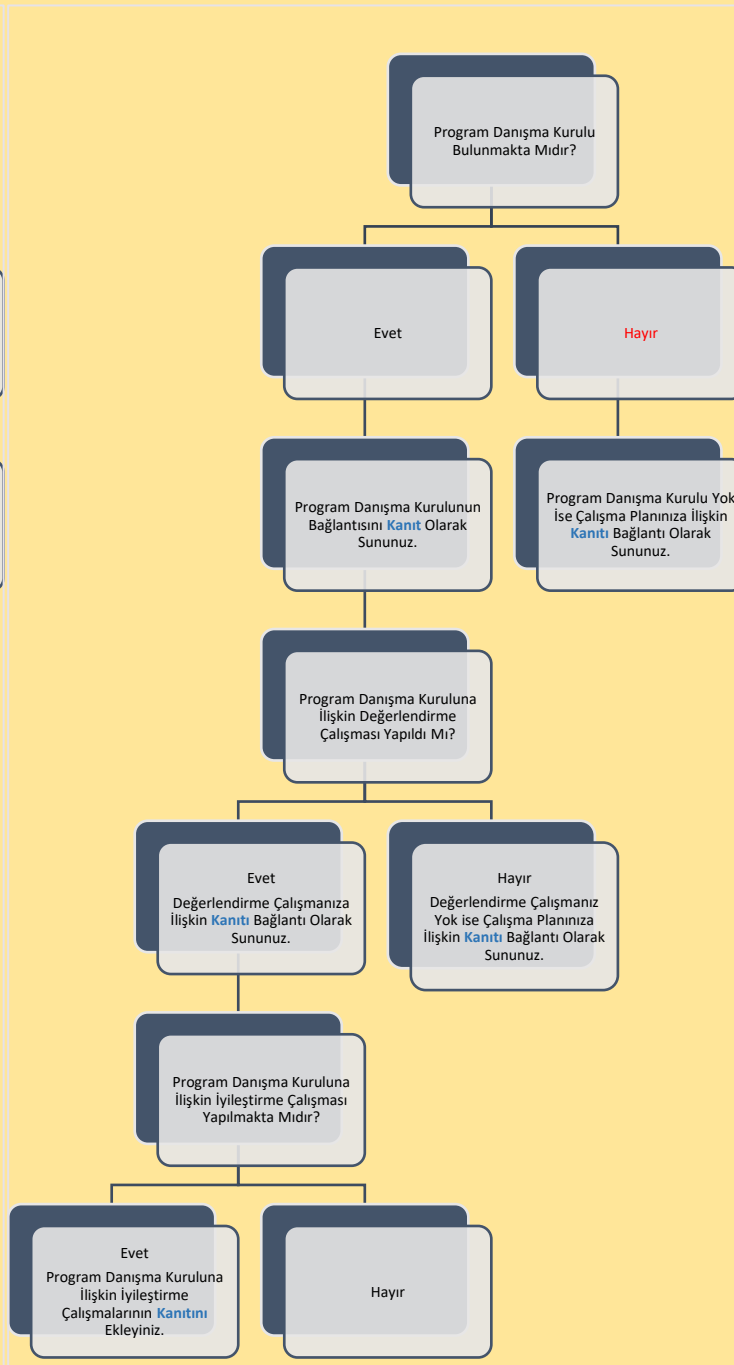 Program Danışma Kurulu
Bulunmakta Mıdır?
Evet
Hayır
Program Danışma Kurulunun
Bağlantısını Kanıt Olarak
Sununuz.
Program Danışma Kurulu Yok
İse Çalışma Planınıza İlişkin
Kanıtı Bağlantı Olarak
Sununuz.
Program Danışma Kuruluna
İlişkin Değerlendirme
Çalışması Yapıldı Mı?
Evet
Değerlendirme Çalışmanıza
İlişkin Kanıtı Bağlantı Olarak
Sununuz.
Hayır
Değerlendirme Çalışmanız
Yok ise Çalışma Planınıza
İlişkin Kanıtı Bağlantı Olarak
Sununuz.
Program Danışma Kuruluna
İlişkin İyileştirme Çalışması
Yapılmakta Mıdır?
Evet
Program Danışma Kuruluna
İlişkin İyileştirme
Çalışmalarının Kanıtını
Ekleyiniz.
Hayır